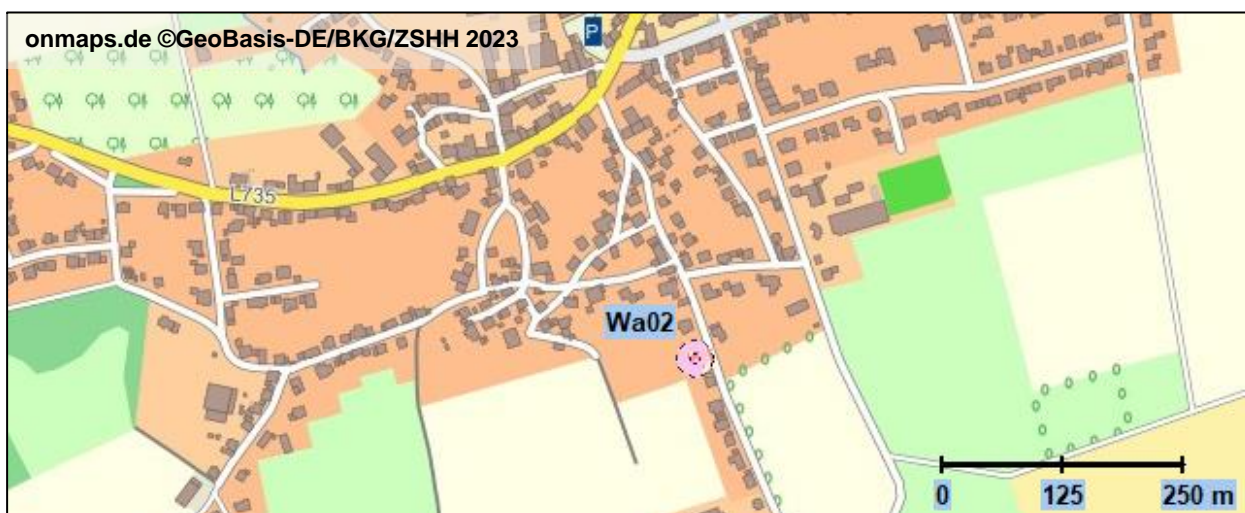 onmaps.de ©GeoBasis-DE/BKG/ZSHH 2023
P
L735
Wa02
0 125 250 m